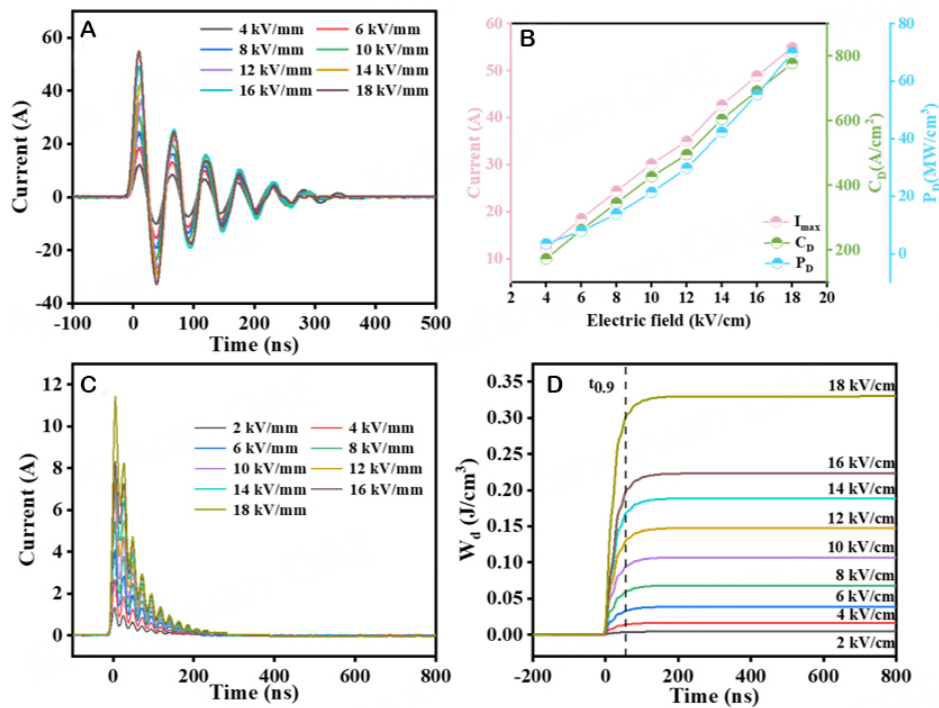 A
4 kV/mm 6 kV/mm
8 kV/mm 10 kV/mm
12 kV/mm 14 kV/mm
16 kV/mm 18 kV/mm
60
40
20
0
-20
-40
Current (A)
-100 0 100 200 300 400 500
Time (ns)
B
60
50
40
30
20
10
Current (A)
I_max
C_D
P_D
800
600
400
200
C_D(A/cm²)
80
60
40
20
0
P_D(MW/cm³)
2 4 6 8 10 12 14 16 18 20
Electric field (kV/cm)
C
2 kV/mm 4 kV/mm
6 kV/mm 8 kV/mm
10 kV/mm 12 kV/mm
14 kV/mm 16 kV/mm
18 kV/mm
12
10
8
6
4
2
0
Current (A)
0 200 400 600 800
Time (ns)
D
t_0.9
18 kV/cm
16 kV/cm
14 kV/cm
12 kV/cm
10 kV/cm
8 kV/cm
6 kV/cm
4 kV/cm
2 kV/cm
0.35
0.30
0.25
0.20
0.15
0.10
0.05
0.00
W_d (J/cm³)
-200 0 200 400 600 800
Time (ns)